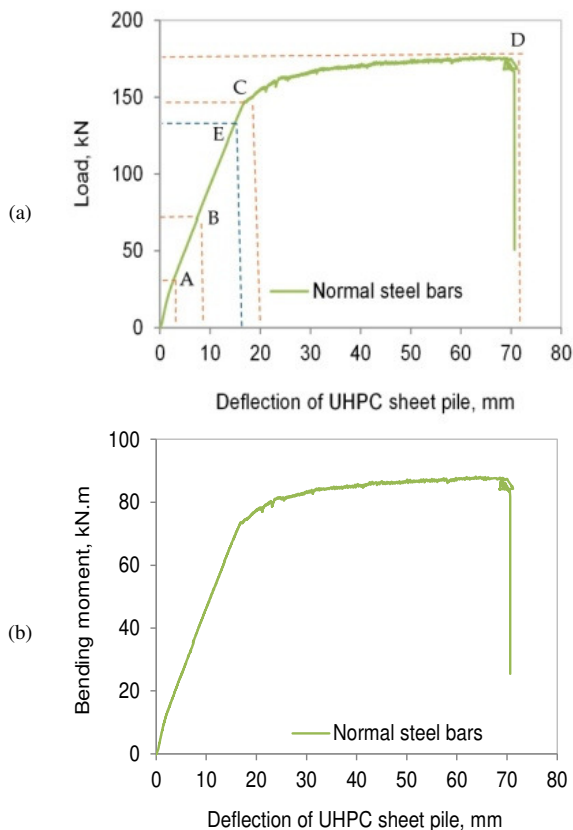 (a)
Load, kN
200
150
100
50
0
A
B
C
D
E
Normal steel bars
0 10 20 30 40 50 60 70 80
Deflection of UHPC sheet pile, mm
(b)
Bending moment, kN.m
100
80
60
40
20
0
Normal steel bars
0 10 20 30 40 50 60 70 80
Deflection of UHPC sheet pile, mm